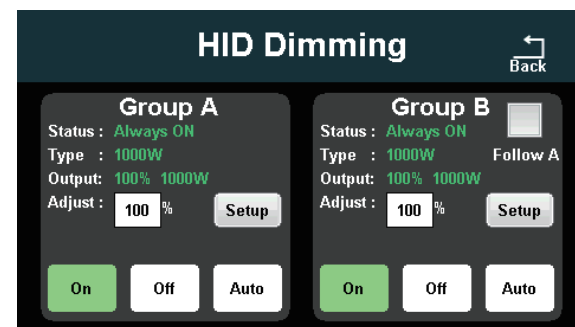 HID Dimming
Back
Group A
Status : Always ON
Type : 1000W
Output: 100% 1000W
Adjust : 100 %
Setup
On Off Auto
Group B
Status : Always ON
Type : 1000W
Follow A
Output: 100% 1000W
Adjust : 100 %
Setup
On Off Auto